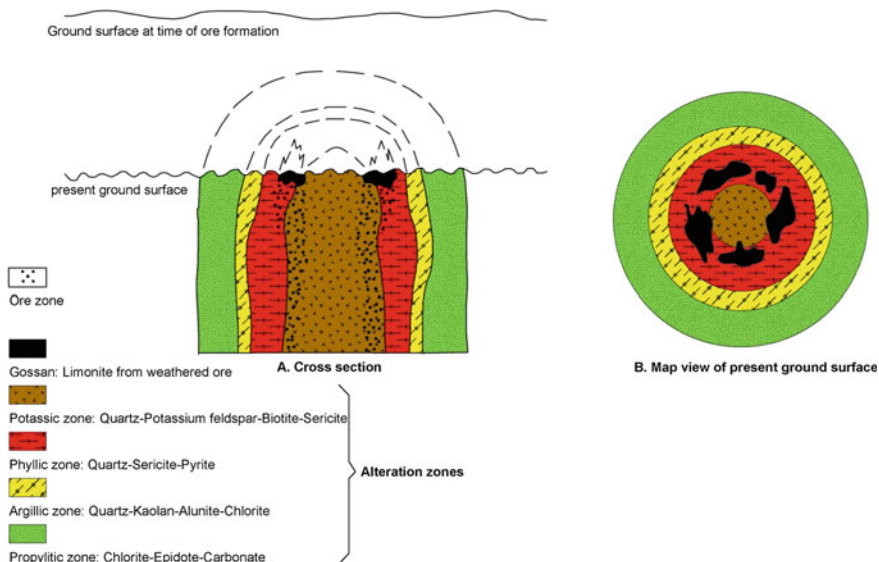 Ground surface at time of ore formation
present ground surface
Ore zone
Gossan: Limonite from weathered ore
A. Cross section
B. Map view of present ground surface
Potassic zone: Quartz-Potassium feldspar-Biotite-Sericite
Phyllic zone: Quartz-Sericite-Pyrite
Alteration zones
Argillic zone: Quartz-Kaolan-Alunite-Chlorite
Propylitic zone: Chlorite-Epidote-Carbonate